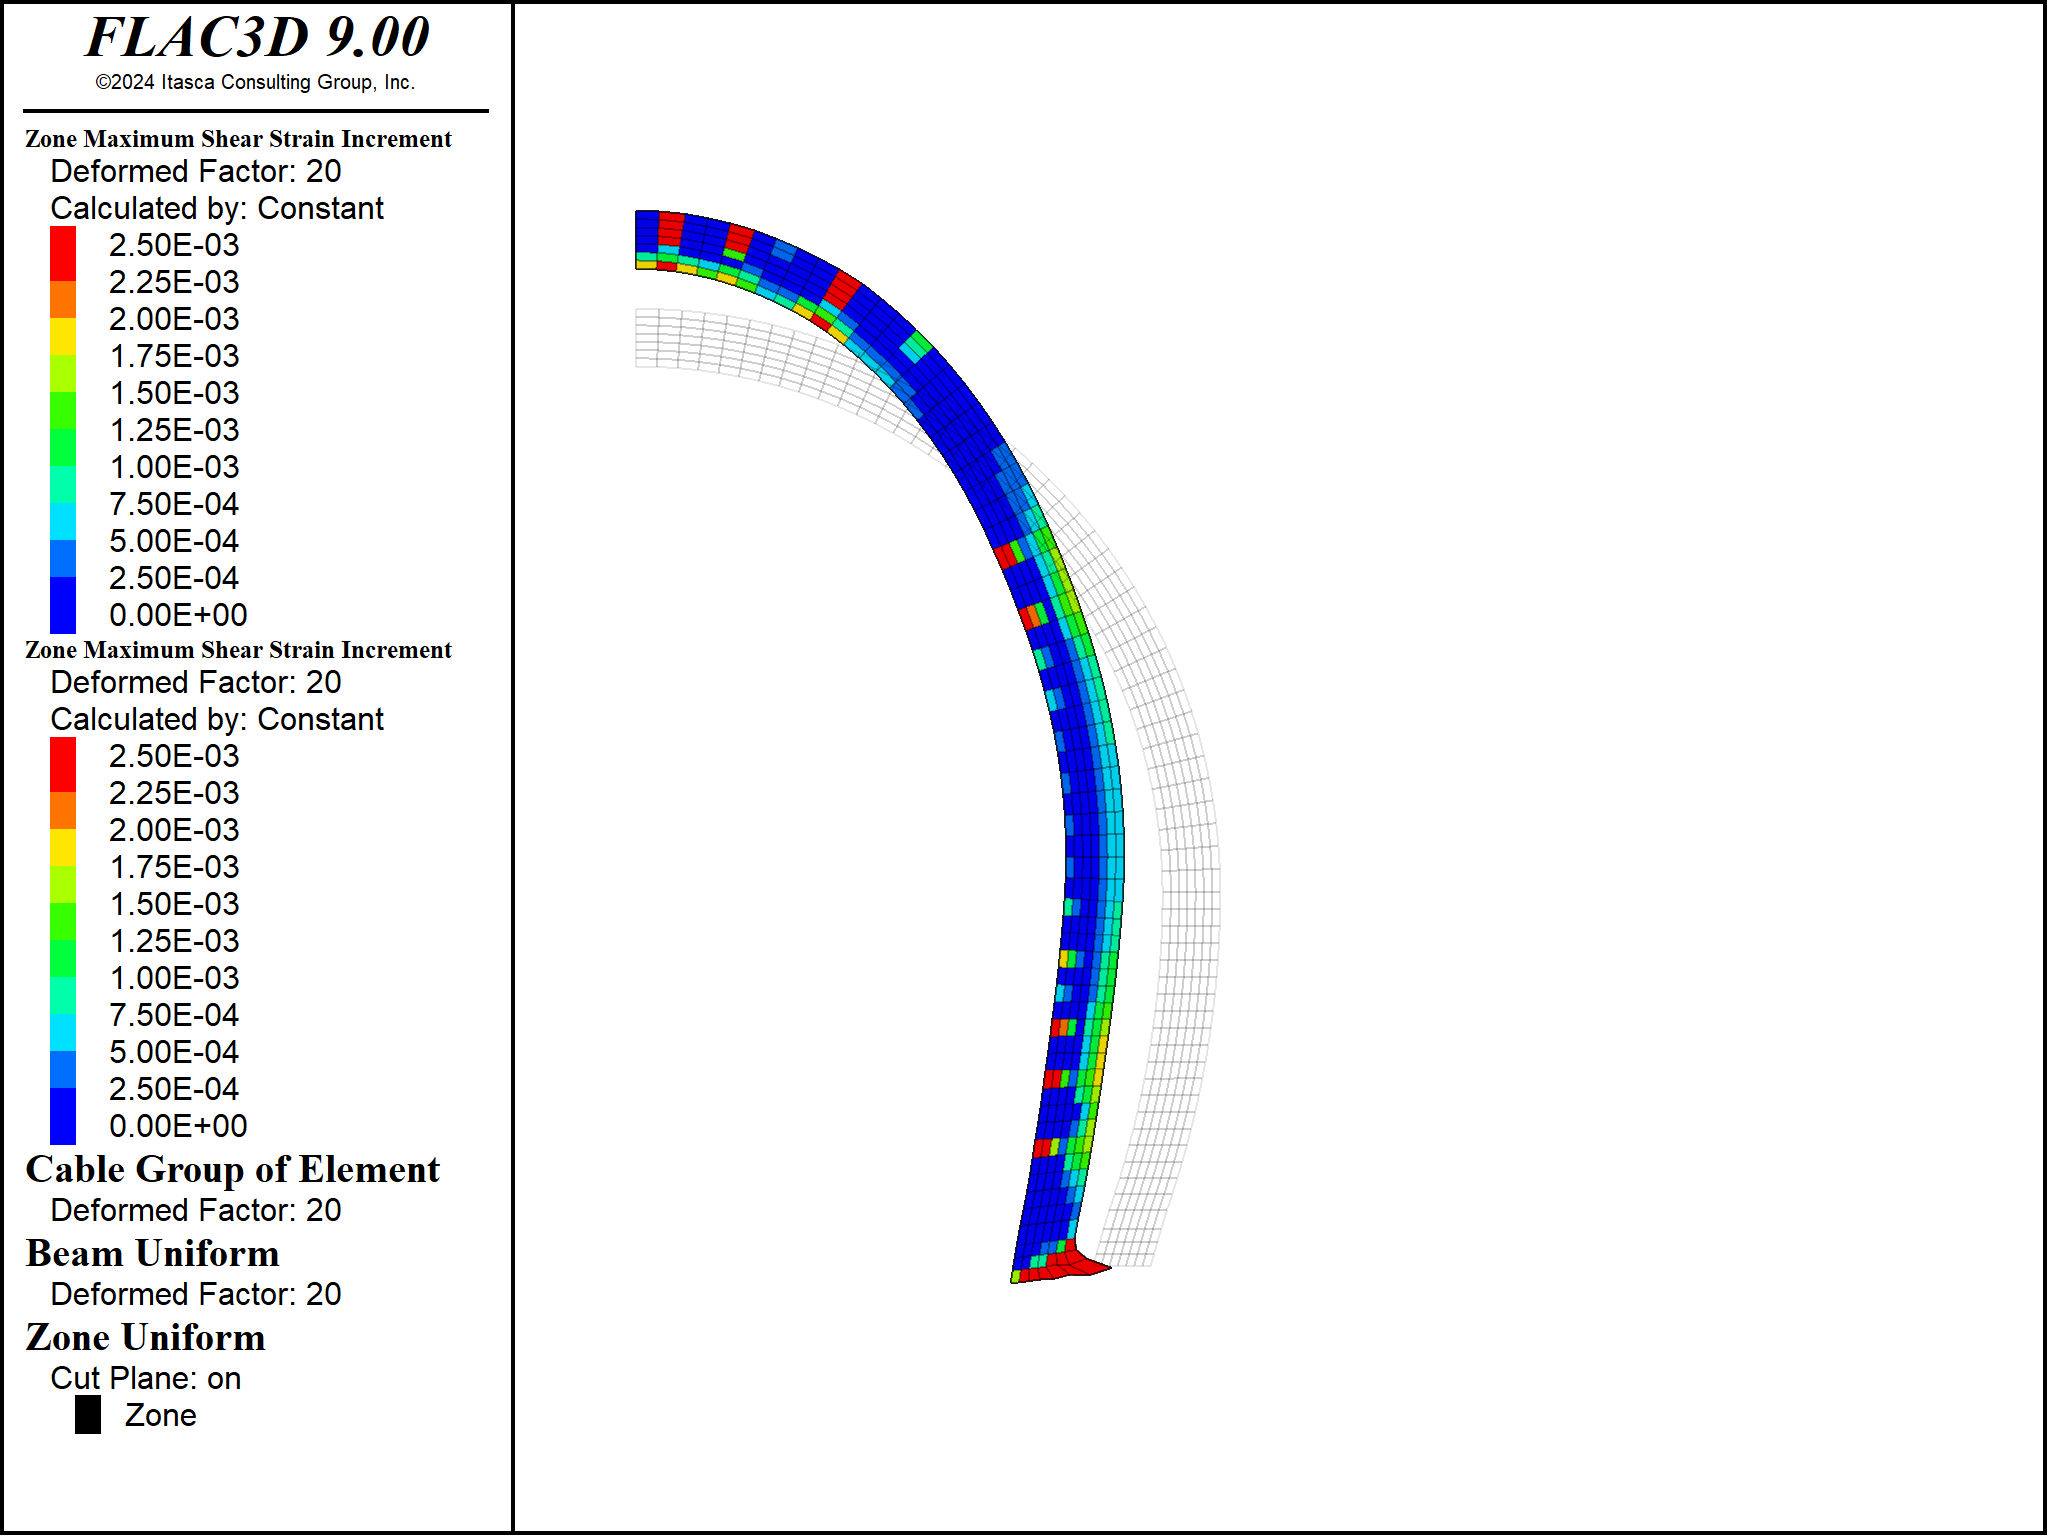 FLAC3D 9.00
©2024 Itasca Consulting Group, Inc.
Zone Maximum Shear Strain Increment
Deformed Factor: 20
Calculated by: Constant
2.50E-03
2.25E-03
2.00E-03
1.75E-03
1.50E-03
1.25E-03
1.00E-03
7.50E-04
5.00E-04
2.50E-04
0.00E+00
Zone Maximum Shear Strain Increment
Deformed Factor: 20
Calculated by: Constant
2.50E-03
2.25E-03
2.00E-03
1.75E-03
1.50E-03
1.25E-03
1.00E-03
7.50E-04
5.00E-04
2.50E-04
0.00E+00
Cable Group of Element
Deformed Factor: 20
Beam Uniform
Deformed Factor: 20
Zone Uniform
Cut Plane: on
Zone